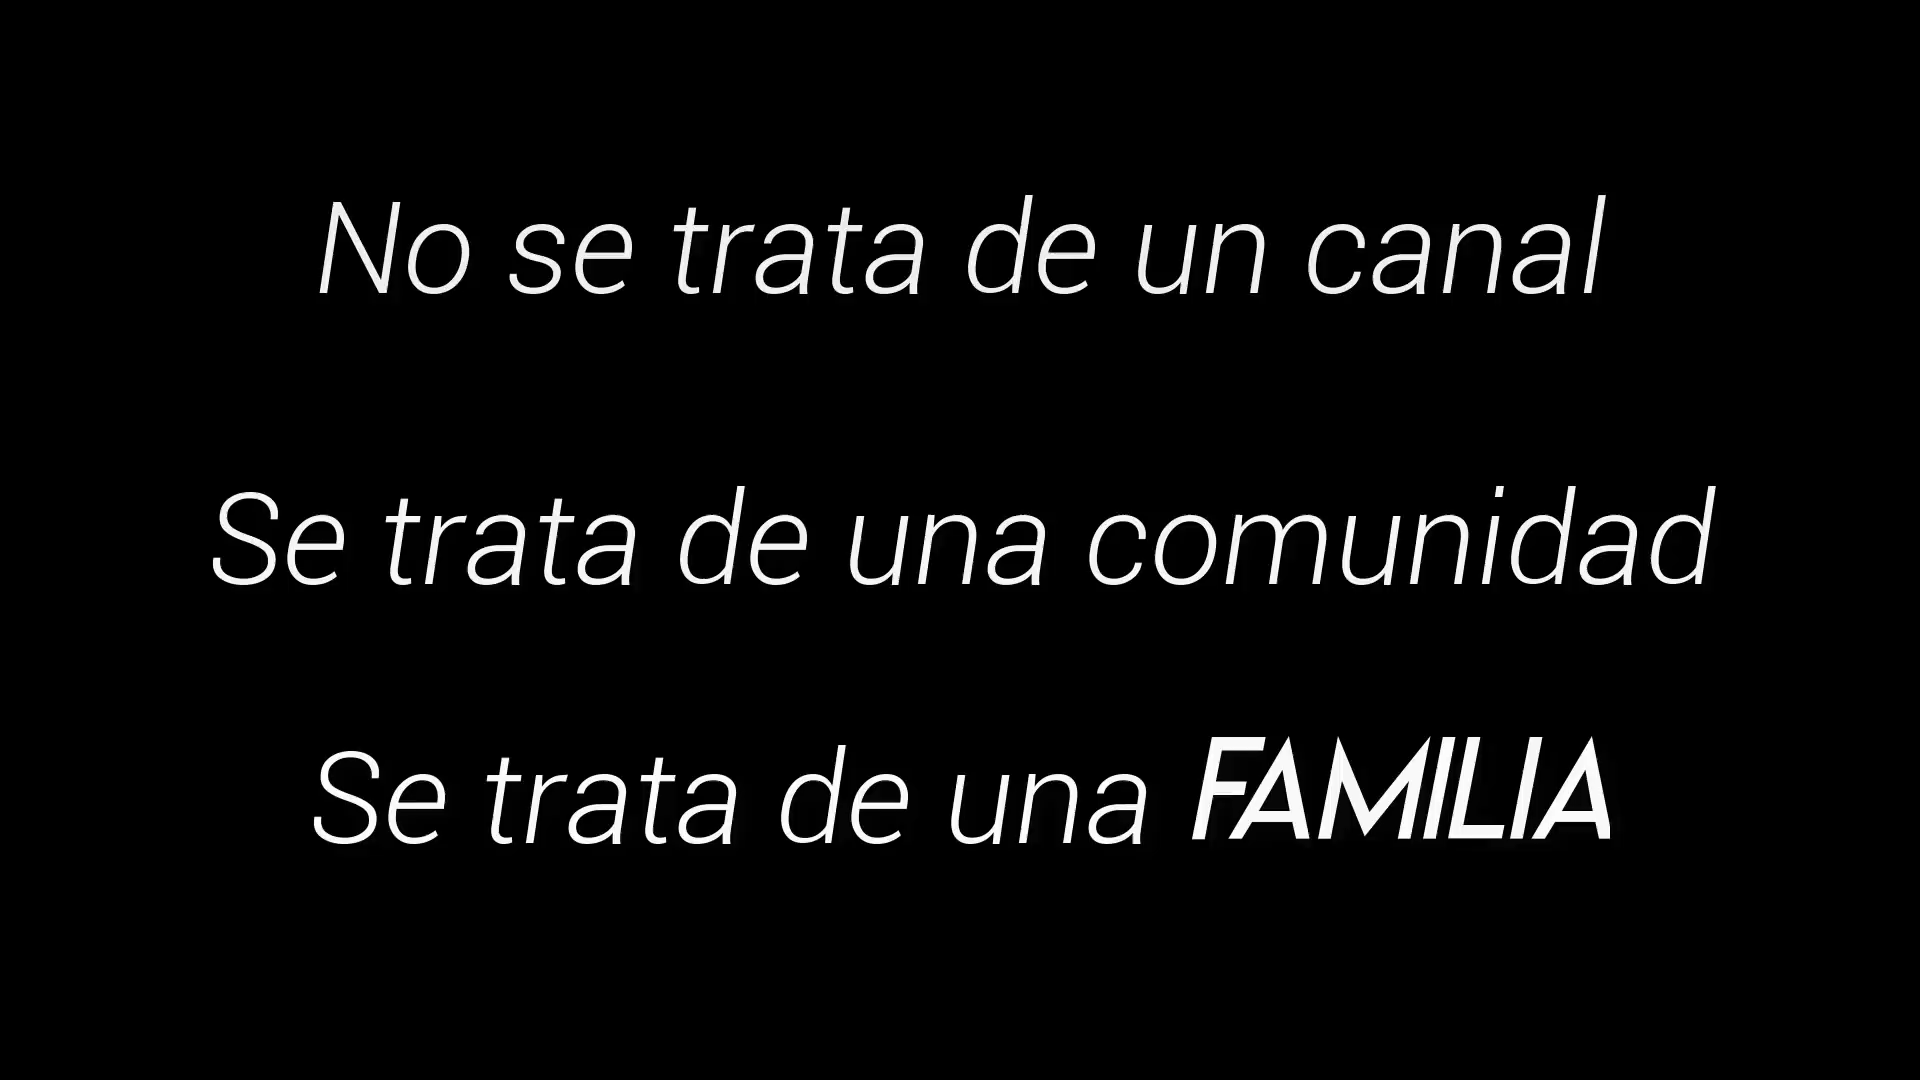 No se trata de un canal
Se trata de una comunidad
Se trata de una FAMILIA